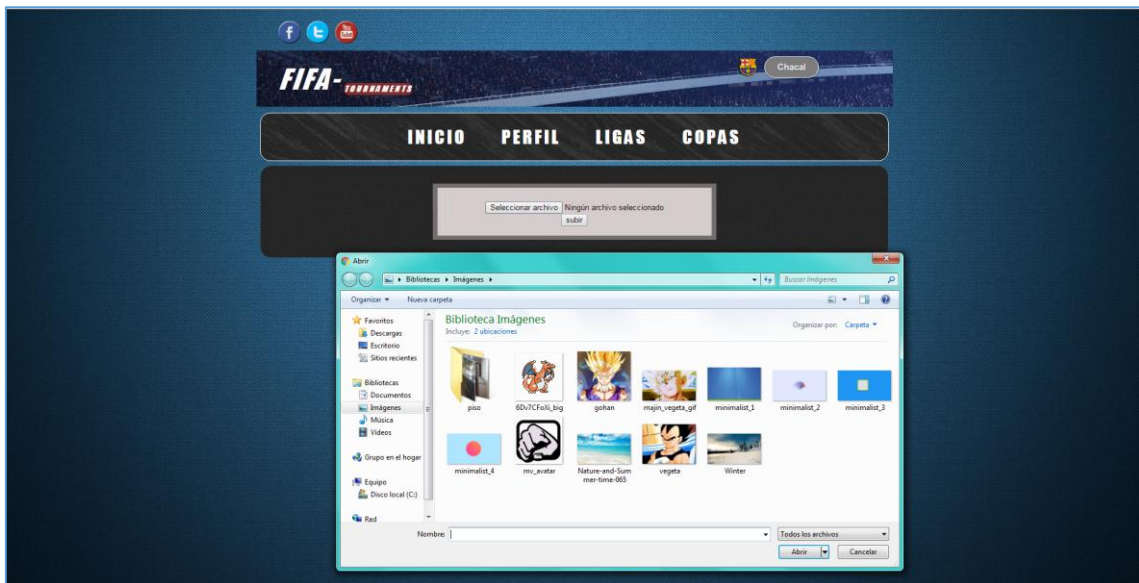 f t You Tube
FIFA- TOURNAMENTS
Chacal
INICIO PERFIL LIGAS COPAS
Seleccionar archivo Ningún archivo seleccionado
subir
Abrir
Bibliotecas Imágenes
Buscar Imágenes
Organizar Nueva carpeta
Favoritos
Descargas
Escritorio
Sitios recientes
Bibliotecas
Documentos
Imágenes
Música
Vídeos
Grupo en el hogar
Equipo
Disco local (C:)
Red
Biblioteca Imágenes
Incluye: 2 ubicaciones
Organizar por: Carpeta
piso 6Dv7CFoXi_big gohan majin_vegeta_gif minimalist_1 minimalist_2 minimalist_3
minimalist_4 mv_avatar Nature-and-Sum vegeta Winter
mer-time-065
Nombre:
Todos los archivos
Abrir Cancelar